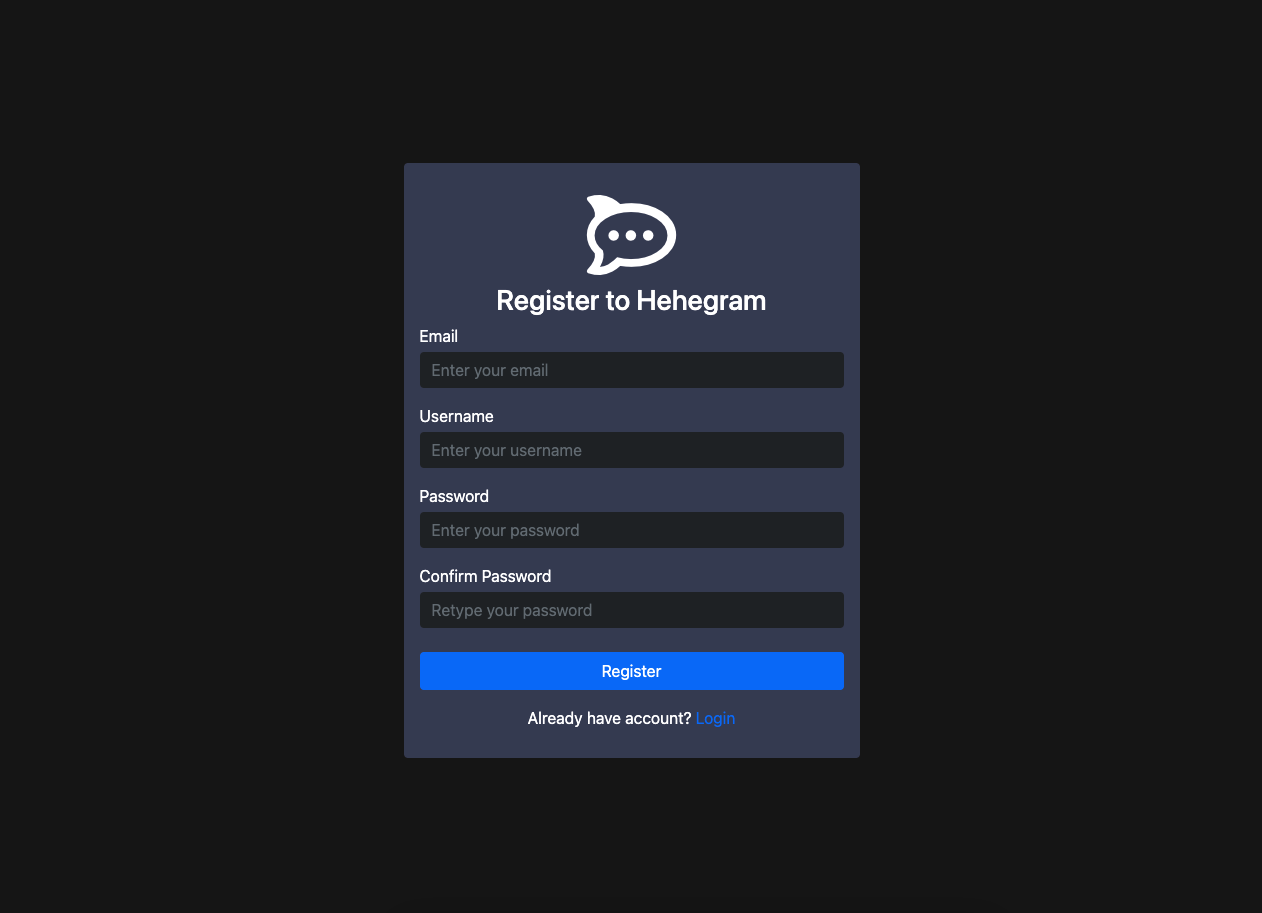 Register to Hehegram
Email
Enter your email
Username
Enter your username
Password
Enter your password
Confirm Password
Retype your password
Register
Already have account? Login